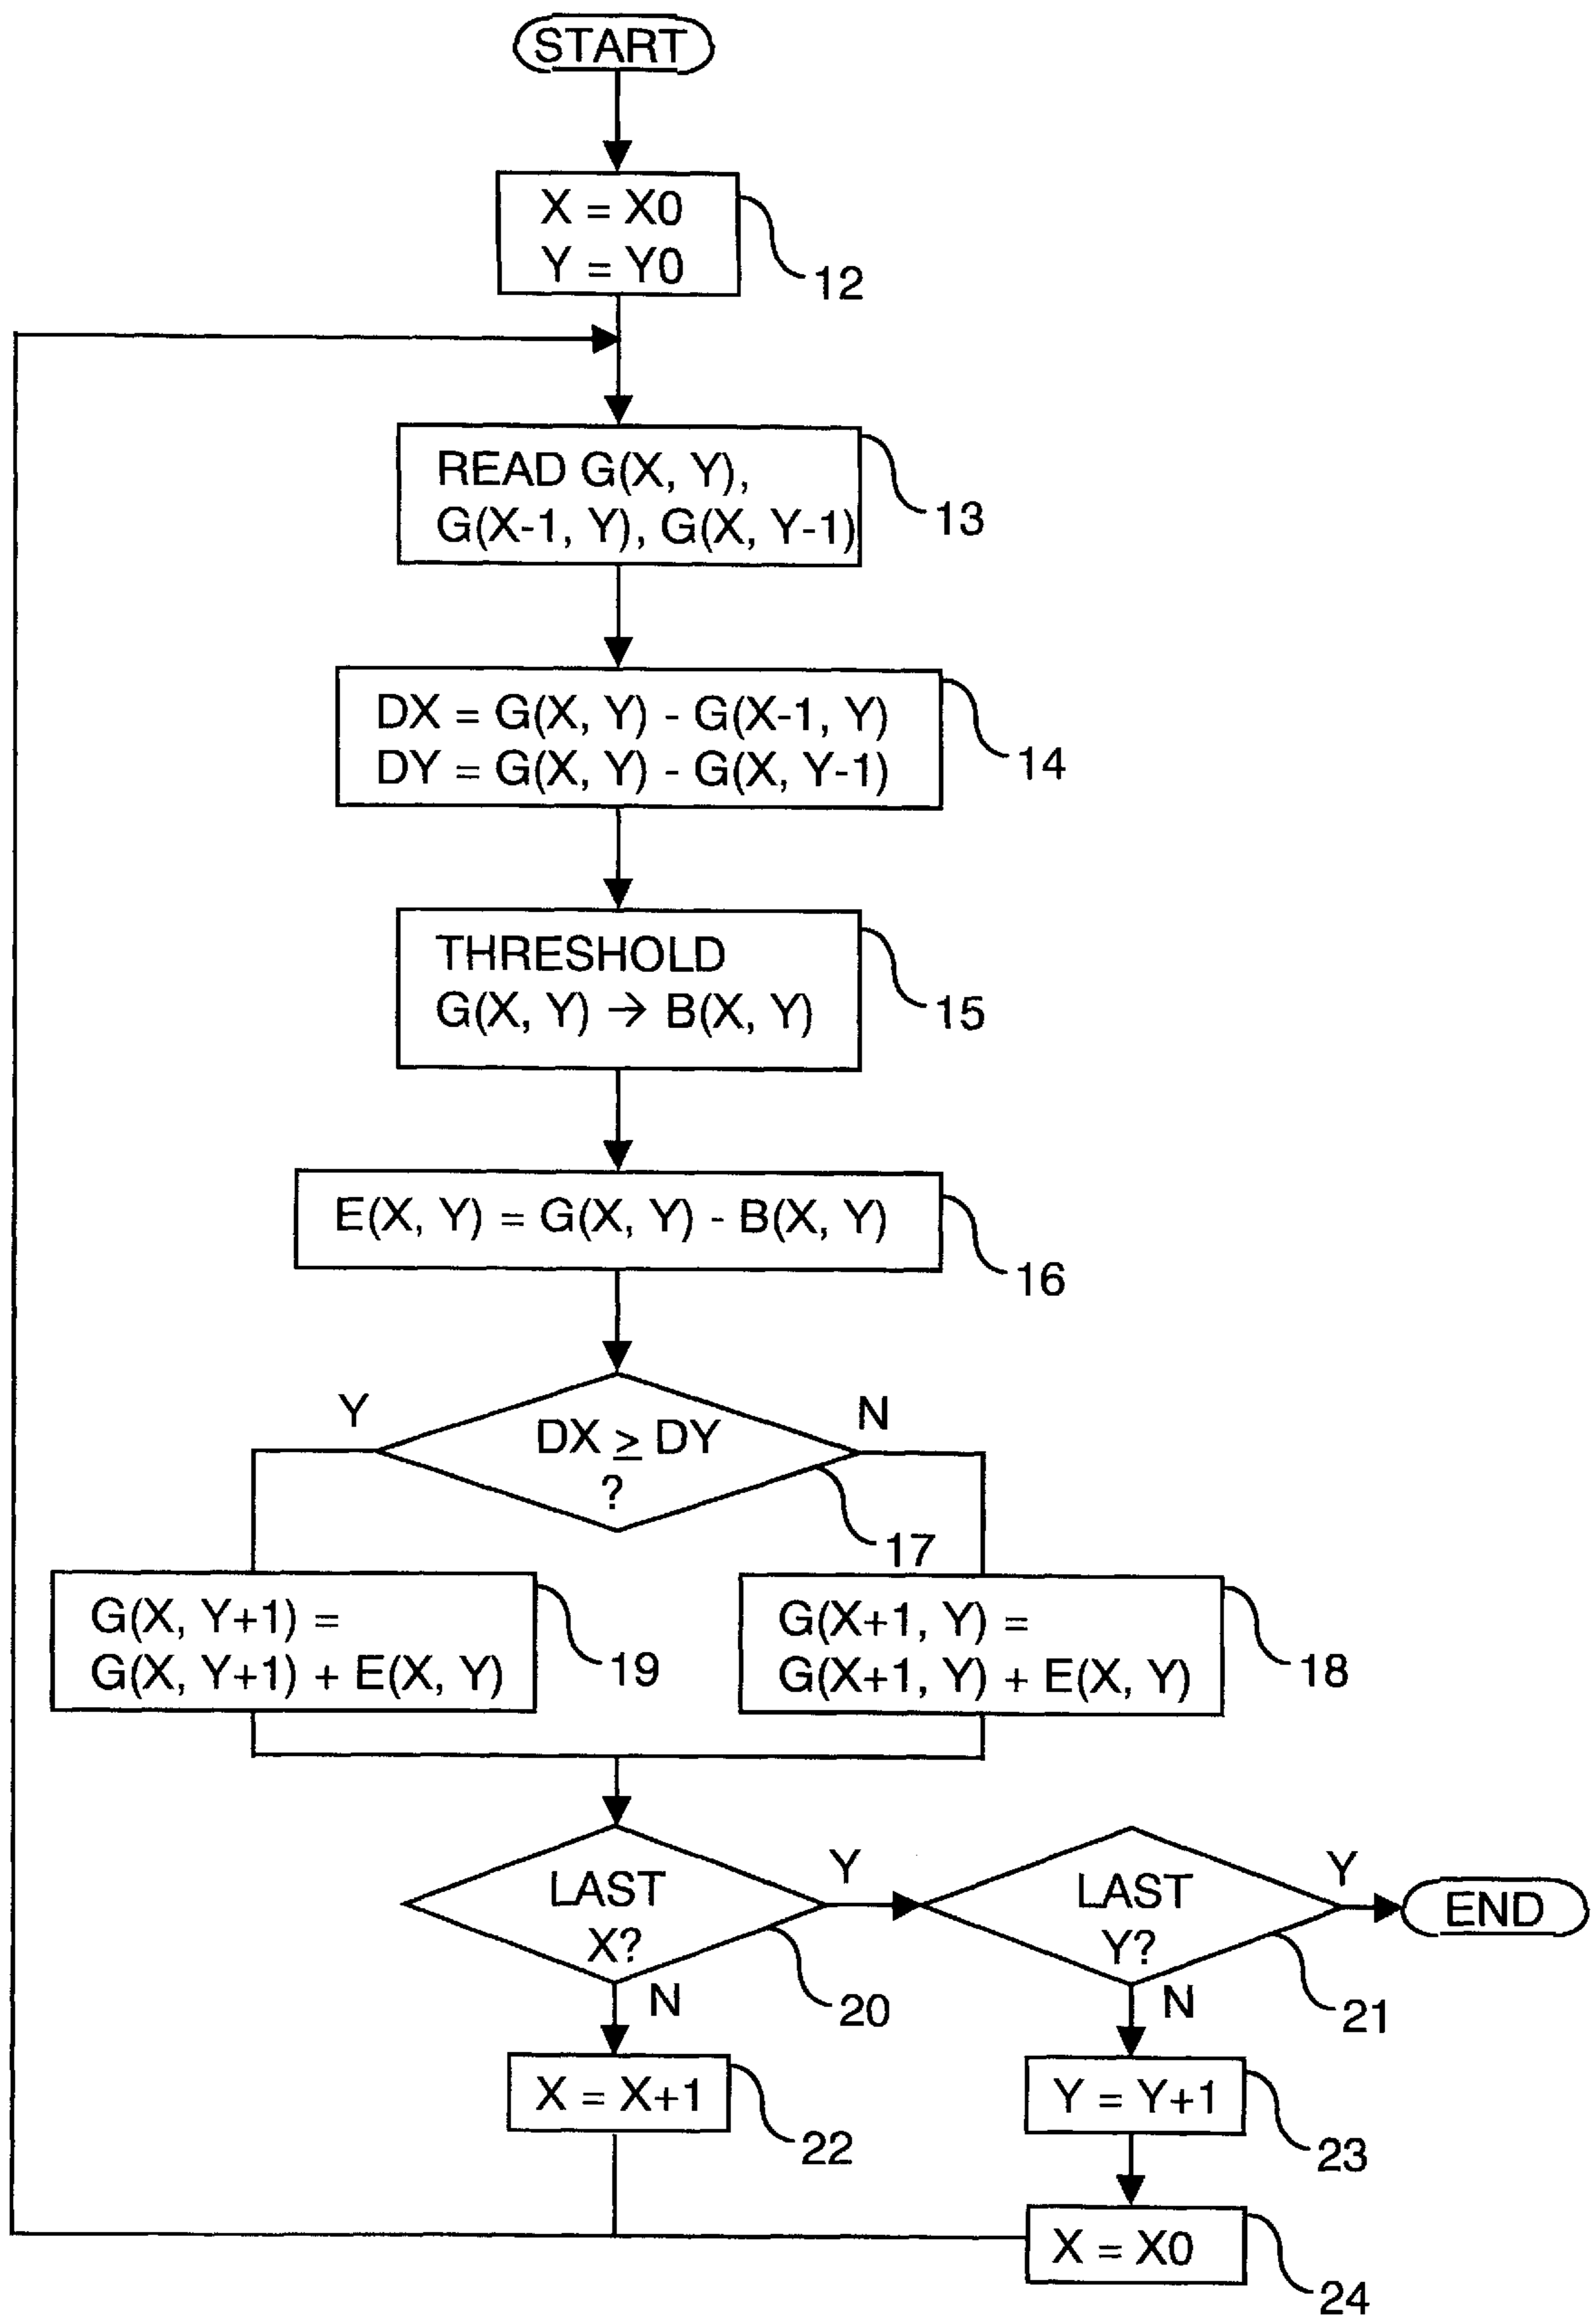 START
X = X0
Y = Y0
12
READ G(X, Y),
G(X-1, Y), G(X, Y-1)
13
DX = G(X, Y) - G(X-1, Y)
DY = G(X, Y) - G(X, Y-1)
14
THRESHOLD
G(X, Y) → B(X, Y)
15
E(X, Y) = G(X, Y) - B(X, Y)
16
Y
N
DX ≥ DY
?
17
G(X, Y+1) =
G(X, Y+1) + E(X, Y)
19
G(X+1, Y) =
G(X+1, Y) + E(X, Y)
18
LAST
X?
Y
20
N
LAST
Y?
Y
21
N
END
X = X+1
22
Y = Y+1
23
X = X0
24